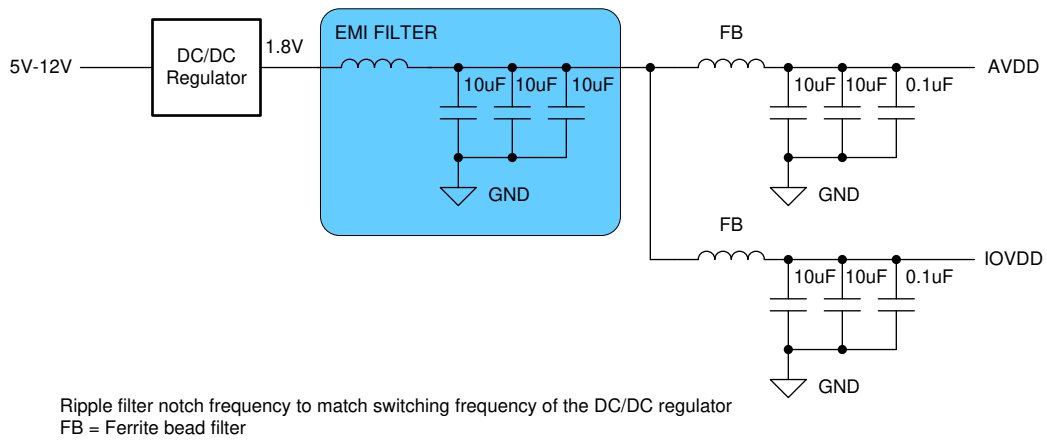 EMI FILTER
FB
5V-12V
DC/DC
Regulator
1.8V
AVDD
10uF
10uF
10uF
10uF
10uF
0.1uF
GND
GND
FB
IOVDD
10uF
10uF
0.1uF
GND
Ripple filter notch frequency to match switching frequency of the DC/DC regulator
FB = Ferrite bead filter